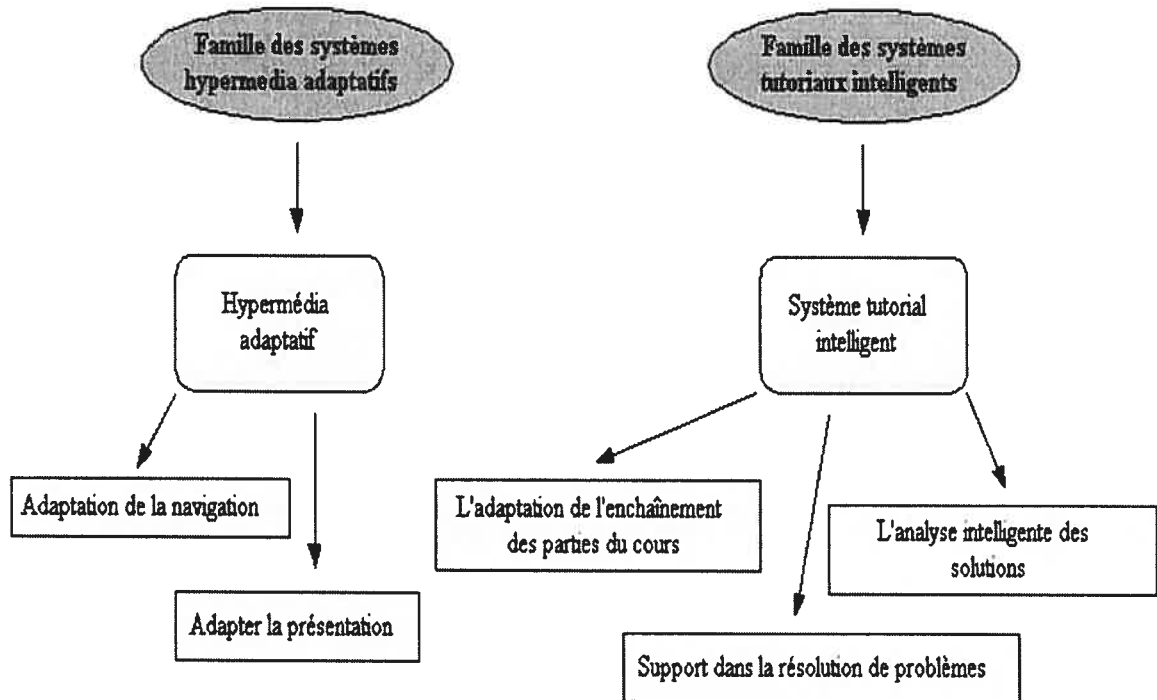 Famille des systèmes
hypermedia adaptatifs
Famille des systèmes
tutoriaux intelligents
Hypermédia
adaptatif
Système tutorial
intelligent
Adaptation de la navigation
L'adaptation de l'enchaînement
des parties du cours
L'analyse intelligente des
solutions
Adapter la présentation
Support dans la résolution de problèmes